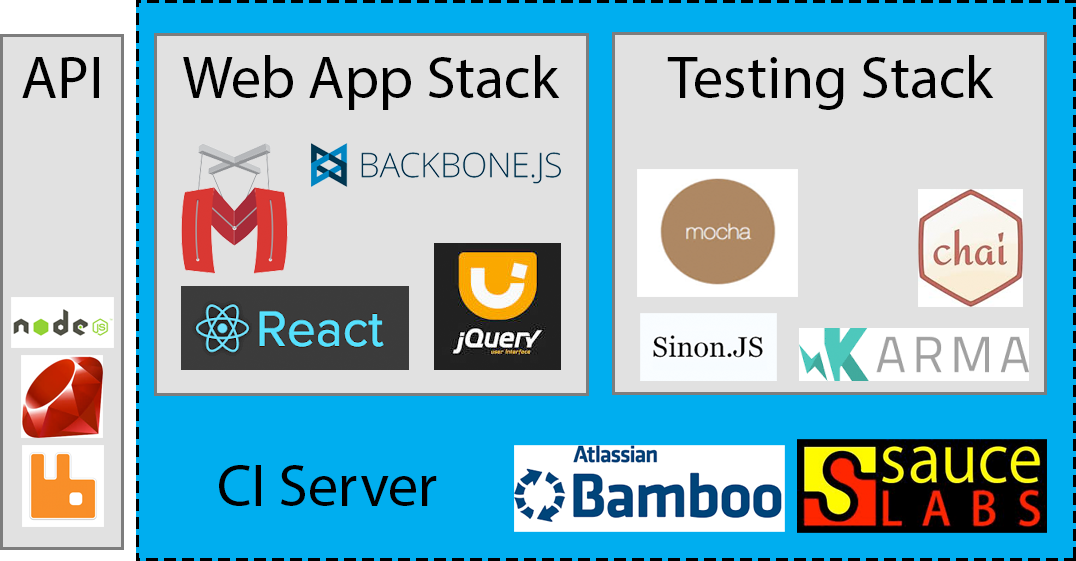 API
node
JS
Web App Stack
BACKBONE.JS
React
jQuery
user interface
Testing Stack
mocha
chai
Sinon.JS
KARMA
CI Server
Atlassian
Bamboo
sauce
LABS